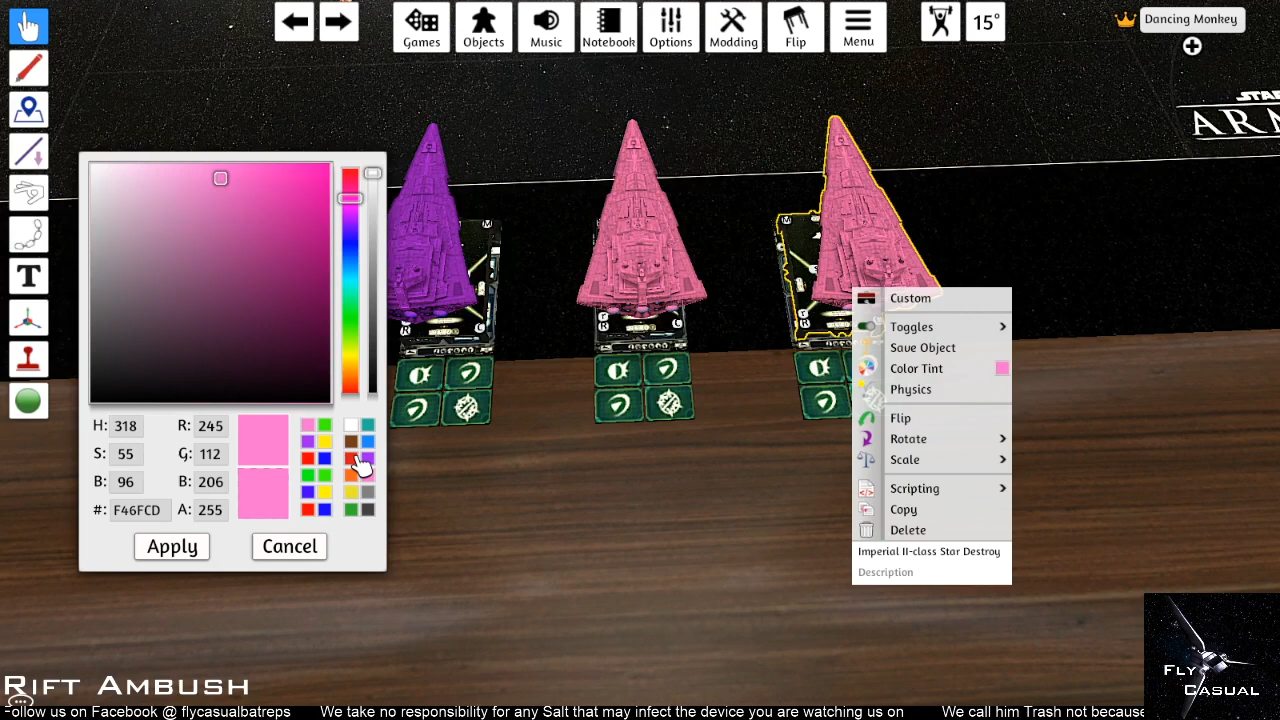 Games
Objects
Music
Notebook
Options
Modding
Flip
Menu
15°
Dancing Monkey
STAR
ARM
T
H: 318
R: 245
S: 55
G: 112
B: 96
B: 206
#: F46FCD
A: 255
Apply
Cancel
Custom
Toggles
Save Object
Color Tint
Physics
Flip
Rotate
Scale
Scripting
Copy
Delete
Imperial II-class Star Destroy
Description
RIFT AMBUSH
FLY
CASUAL
Follow us on Facebook @ flycasualbatreps We take no responsibility for any Salt that may infect the device you are watching us on We call him Trash not because